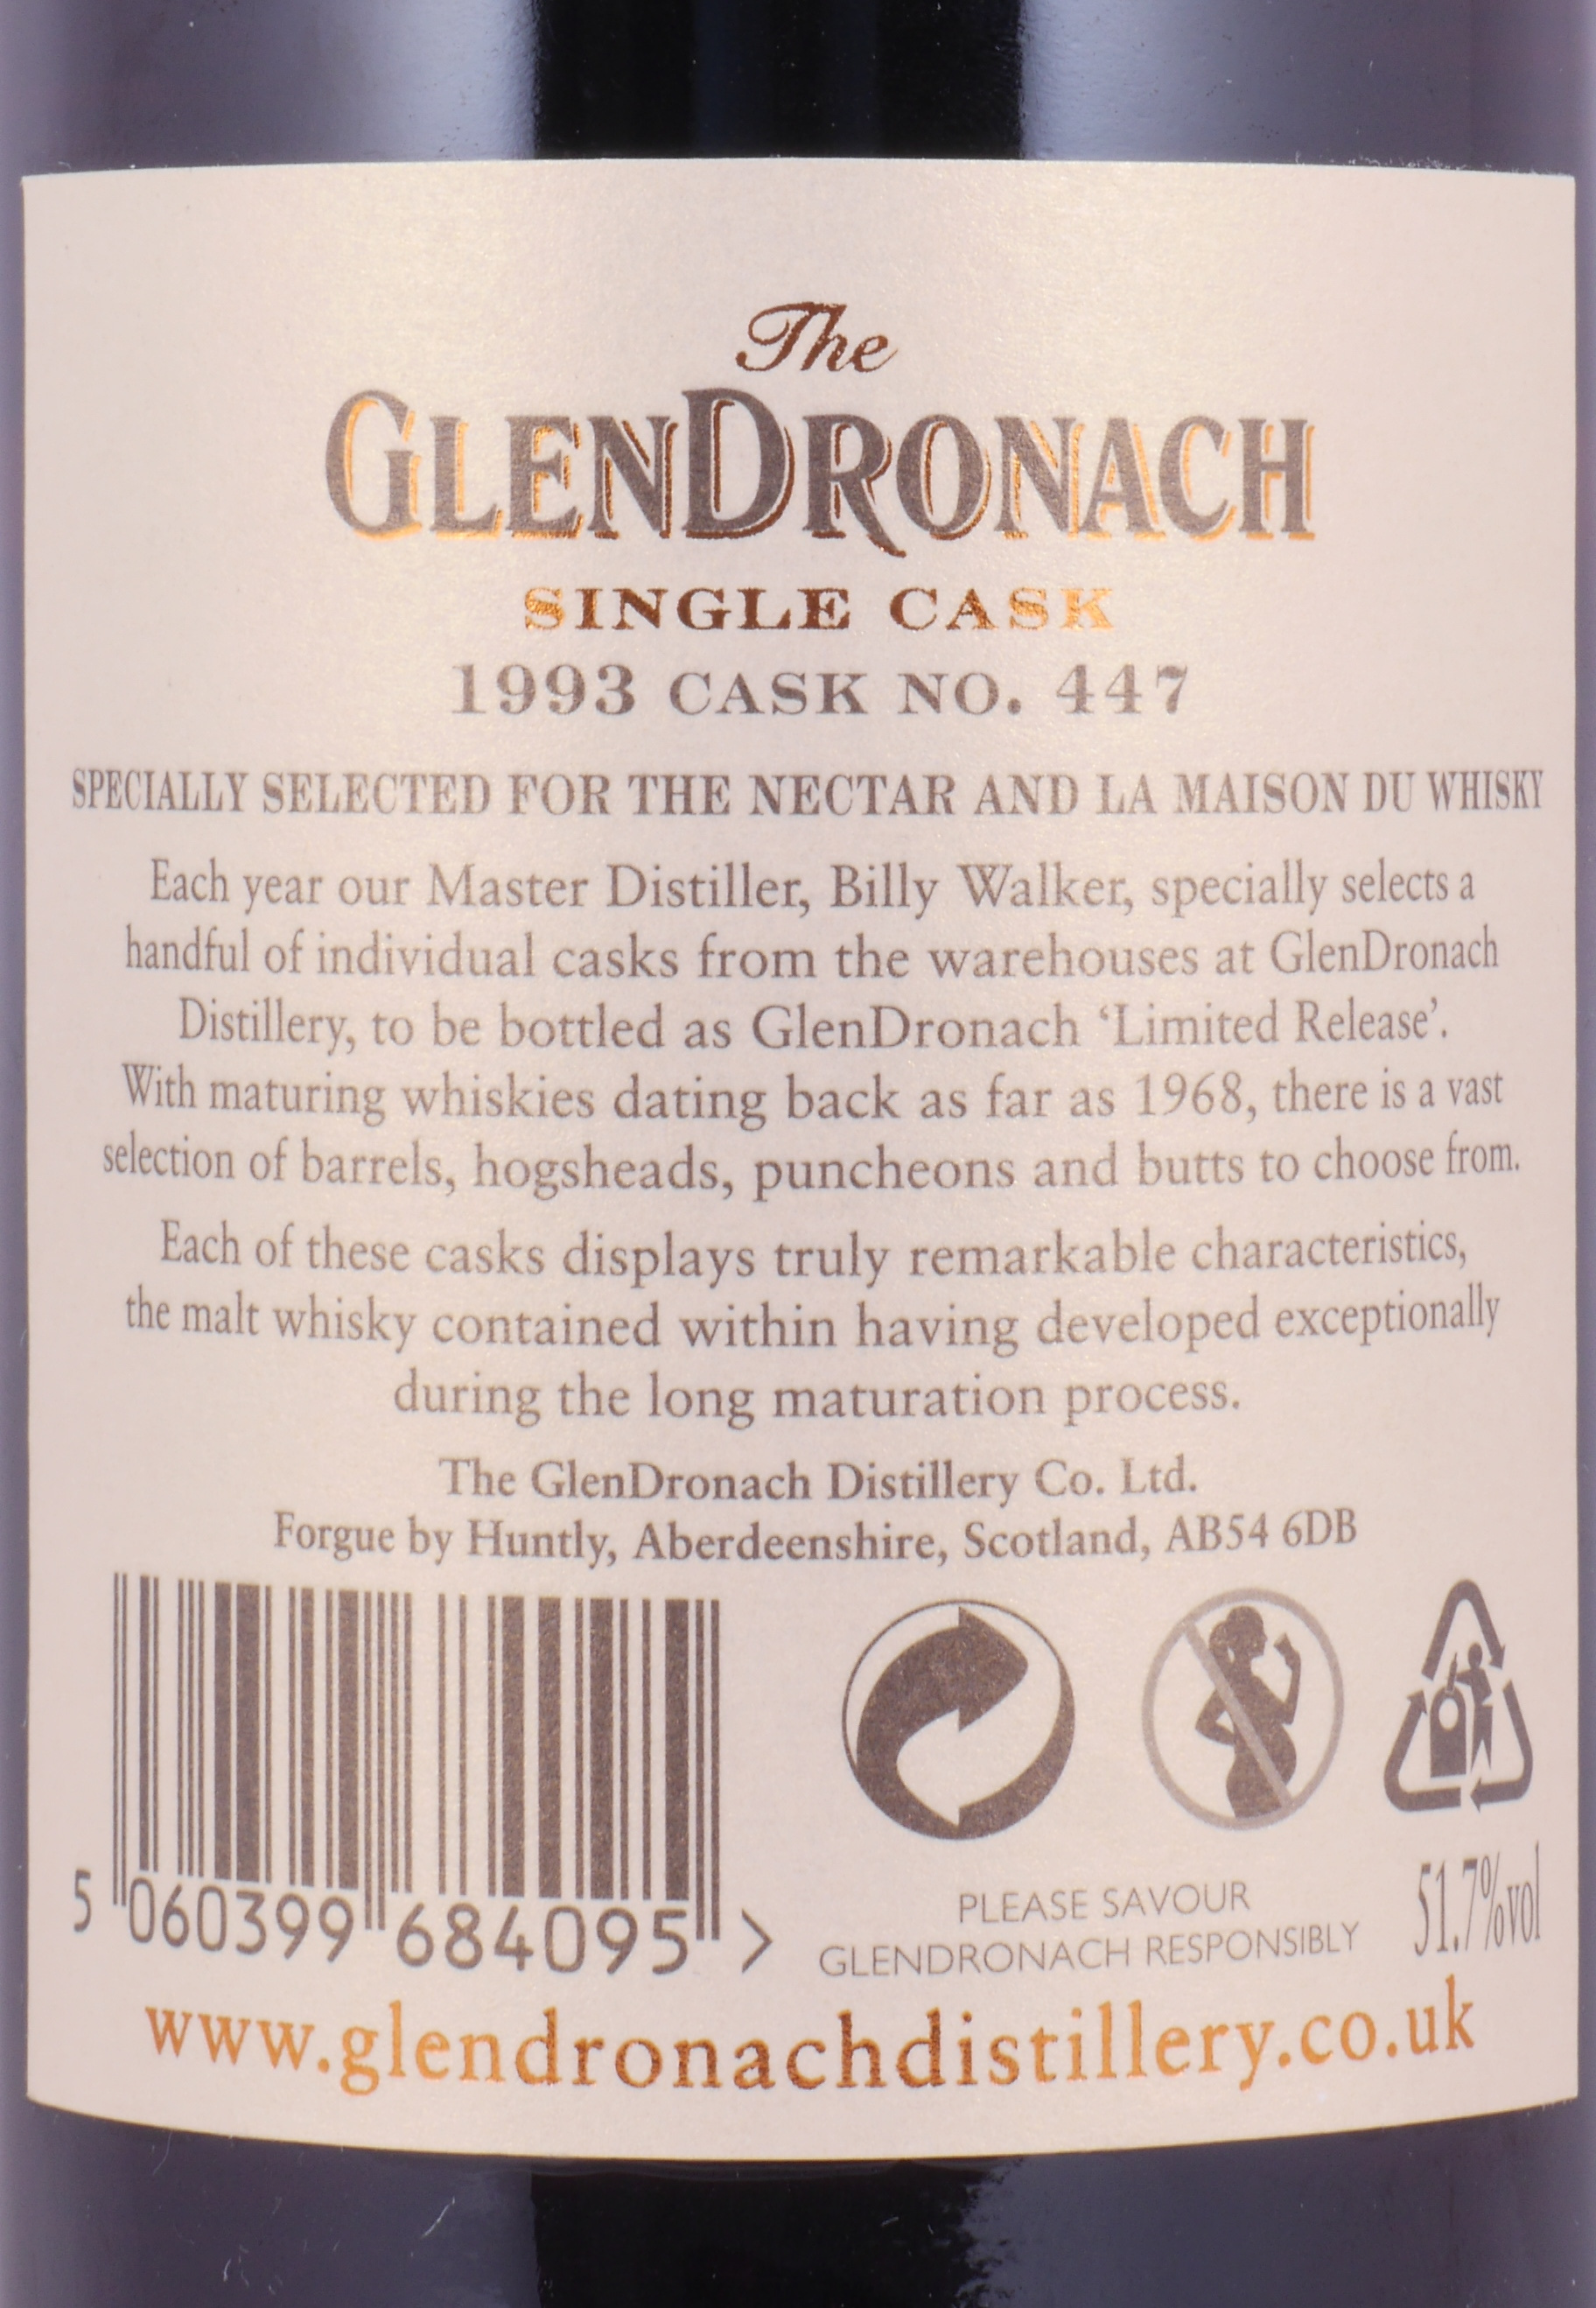 The
GLENDRONACH
SINGLE CASK
1993 CASK NO. 447
SPECIALLY SELECTED FOR THE NECTAR AND LA MAISON DU WHISKY
Each year our Master Distiller, Billy Walker, specially selects a
handful of individual casks from the warehouses at GlenDronach
Distillery, to be bottled as GlenDronach ‘Limited Release’.
With maturing whiskies dating back as far as 1968, there is a vast
selection of barrels, hogsheads, puncheons and butts to choose from.
Each of these casks displays truly remarkable characteristics,
the malt whisky contained within having developed exceptionally
during the long maturation process.
The GlenDronach Distillery Co. Ltd.
Forgue by Huntly, Aberdeenshire, Scotland, AB54 6DB
5 060399 684095 >
PLEASE SAVOUR
GLENDRONACH RESPONSIBLY
51.7%vol
www.glendronachdistillery.co.uk